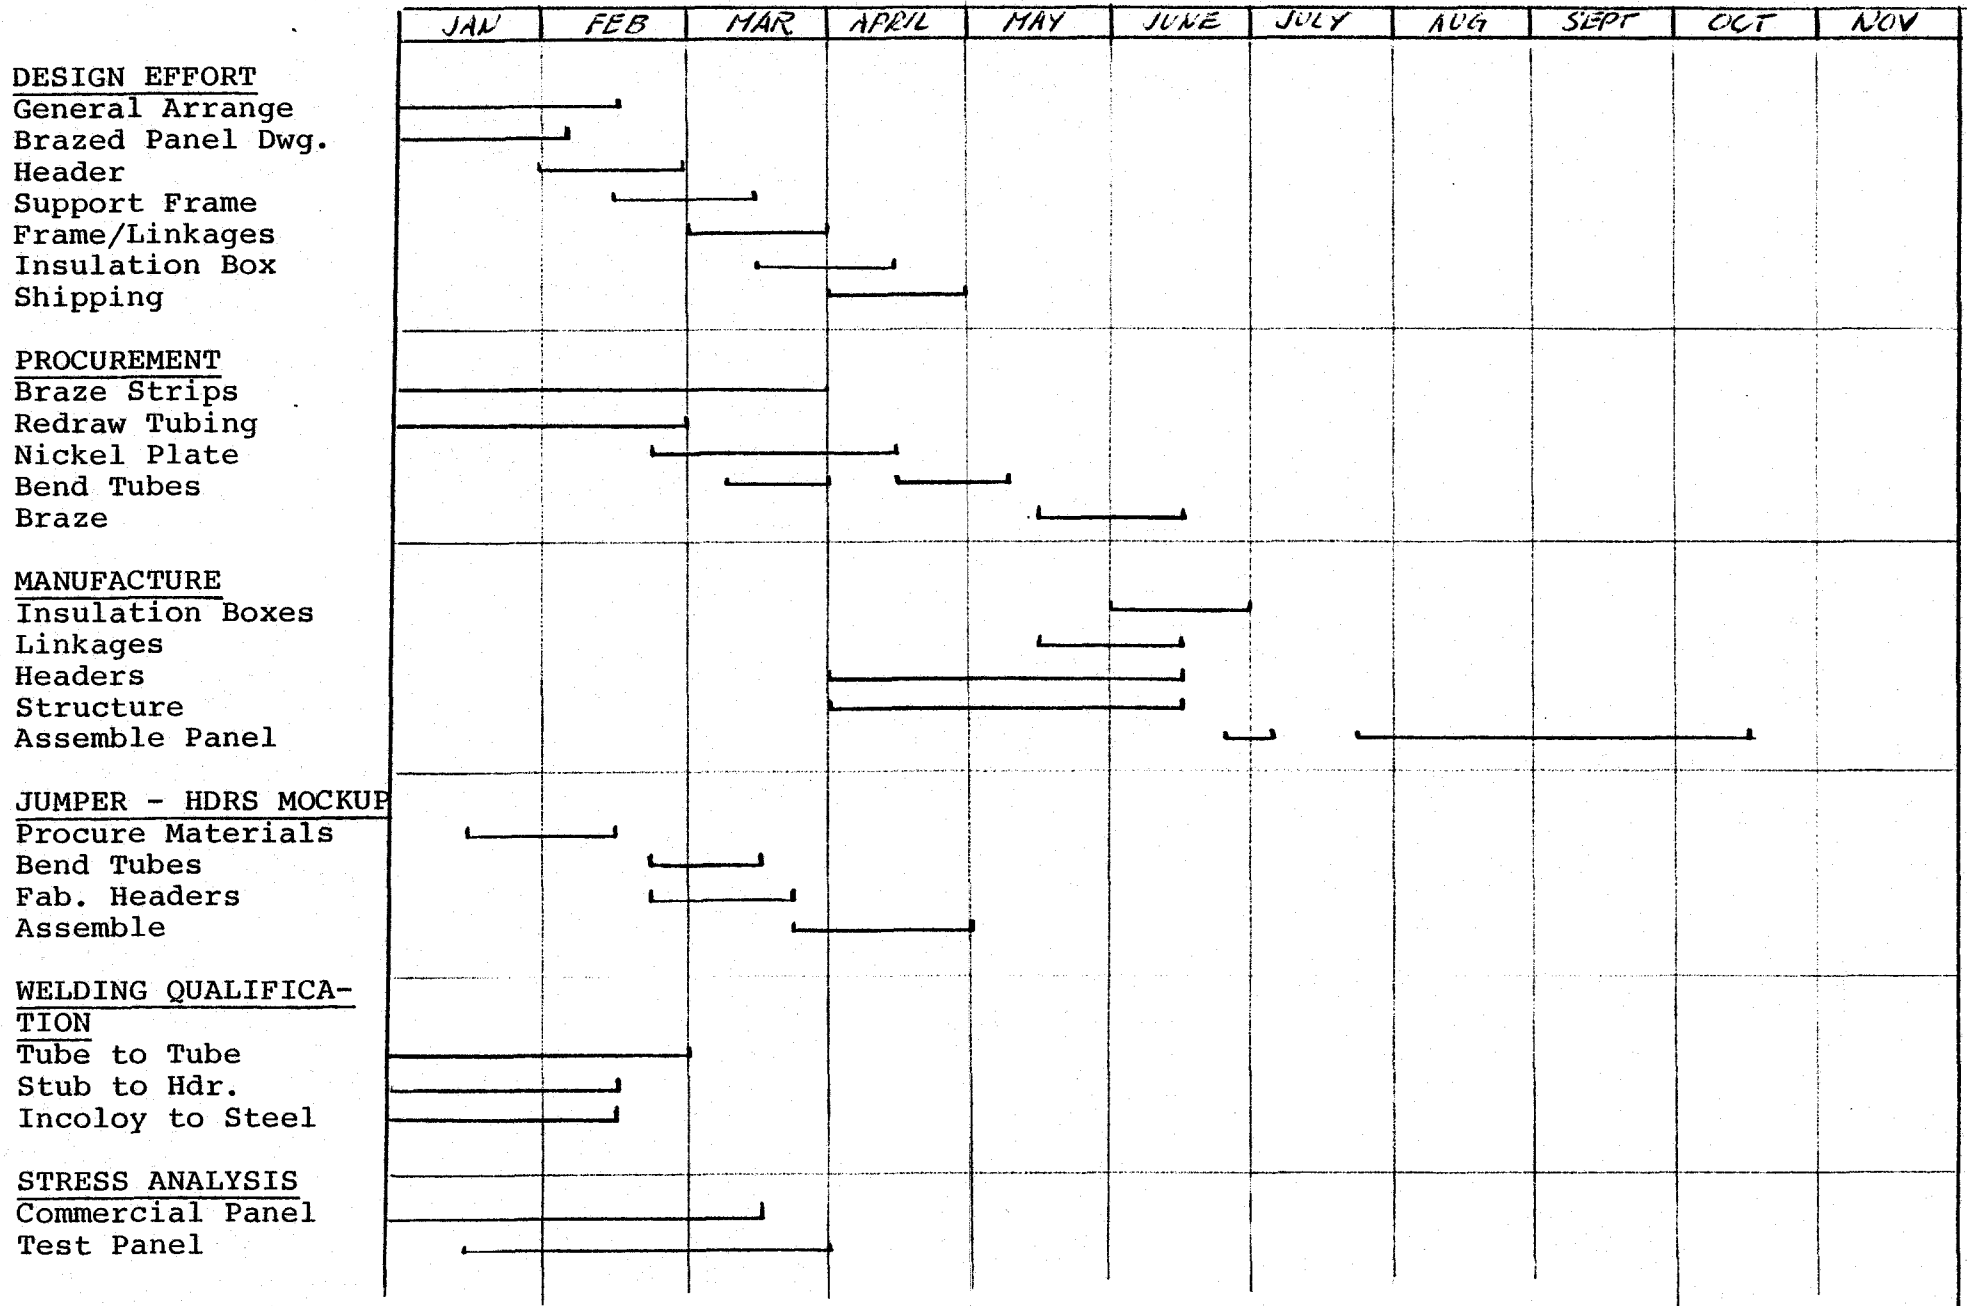 JAN FEB MAR APRIL MAY JUNE JULY AUG SEPT OCT NOV
DESIGN EFFORT
General Arrange
Brazed Panel Dwg.
Header
Support Frame
Frame/Linkages
Insulation Box
Shipping
PROCUREMENT
Braze Strips
Redraw Tubing
Nickel Plate
Bend Tubes
Braze
MANUFACTURE
Insulation Boxes
Linkages
Headers
Structure
Assemble Panel
JUMPER - HDRS MOCKUP
Procure Materials
Bend Tubes
Fab. Headers
Assemble
WELDING QUALIFICA-
TION
Tube to Tube
Stub to Hdr.
Incoloy to Steel
STRESS ANALYSIS
Commercial Panel
Test Panel